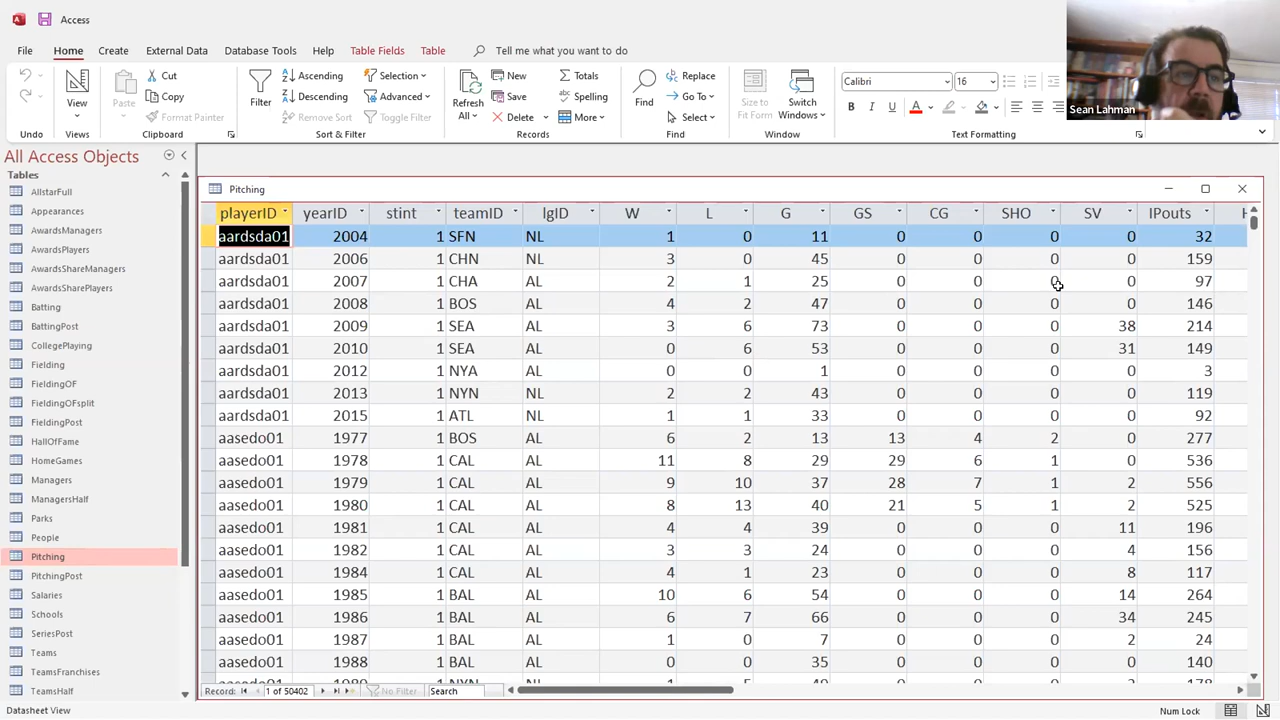 Access
File Home Create External Data Database Tools Help Table Fields Table Tell me what you want to do
View
Paste
Cut
Copy
Format Painter
Filter
Ascending
Descending
Remove Sort
Selection
Advanced
Toggle Filter
Refresh
All
New
Save
Delete
Totals
Spelling
More
Find
Replace
Go To
Select
Size to
Fit Form
Switch
Windows
Calibri 16
B I U A
Undo Views Clipboard Sort & Filter Records Find Window Text Formatting
Sean Lahman
All Access Objects
Tables
AllstarFull
Appearances
AwardsManagers
AwardsPlayers
AwardsShareManagers
AwardsSharePlayers
Batting
BattingPost
CollegePlaying
Fielding
FieldingOF
FieldingOFsplit
FieldingPost
HallOfFame
HomeGames
Managers
ManagersHalf
Parks
People
Pitching
PitchingPost
Salaries
Schools
SeriesPost
Teams
TeamsFranchises
TeamsHalf
Pitching
playerID yearID stint teamID lgID W L G GS CG SHO SV IPouts H
aardsda01 2004 1 SFN NL 1 0 11 0 0 0 0 32
aardsda01 2006 1 CHN NL 3 0 45 0 0 0 0 159
aardsda01 2007 1 CHA AL 2 1 25 0 0 0 0 97
aardsda01 2008 1 BOS AL 4 2 47 0 0 0 0 146
aardsda01 2009 1 SEA AL 3 6 73 0 0 0 38 214
aardsda01 2010 1 SEA AL 0 6 53 0 0 0 31 149
aardsda01 2012 1 NYA AL 0 0 1 0 0 0 0 3
aardsda01 2013 1 NYN NL 2 2 43 0 0 0 0 119
aardsda01 2015 1 ATL NL 1 1 33 0 0 0 0 92
aasedo01 1977 1 BOS AL 6 2 13 13 4 2 0 277
aasedo01 1978 1 CAL AL 11 8 29 29 6 1 0 536
aasedo01 1979 1 CAL AL 9 10 37 28 7 1 2 556
aasedo01 1980 1 CAL AL 8 13 40 21 5 1 2 525
aasedo01 1981 1 CAL AL 4 4 39 0 0 0 11 196
aasedo01 1982 1 CAL AL 3 3 24 0 0 0 4 156
aasedo01 1984 1 CAL AL 4 1 23 0 0 0 8 117
aasedo01 1985 1 BAL AL 10 6 54 0 0 0 14 264
aasedo01 1986 1 BAL AL 6 7 66 0 0 0 34 245
aasedo01 1987 1 BAL AL 1 0 7 0 0 0 2 24
aasedo01 1988 1 BAL AL 0 0 35 0 0 0 0 140
Record: 1 of 50402 No Filter Search
Datasheet View Num Lock